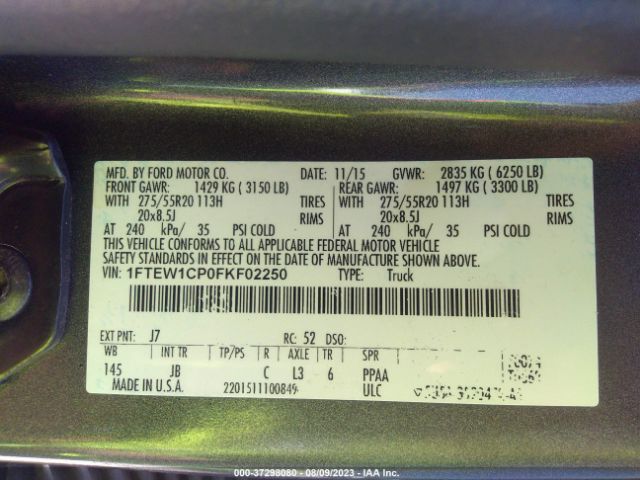 MFD. BY FORD MOTOR CO. DATE: 11/15 GVWR: 2835 KG ( 6250 LB)
FRONT GAWR: 1429 KG ( 3150 LB) REAR GAWR: 1497 KG ( 3300 LB)
WITH 275/55R20 113H TIRES WITH 275/55R20 113H TIRES
20x8.5J RIMS 20x8.5J RIMS
AT 240 kPa/ 35 PSI COLD AT 240 kPa/ 35 PSI COLD
THIS VEHICLE CONFORMS TO ALL APPLICABLE FEDERAL MOTOR VEHICLE
SAFETY STANDARDS IN EFFECT ON THE DATE OF MANUFACTURE SHOWN ABOVE.
VIN: 1FTEW1CP0FKF02250 TYPE: Truck
EXT PNT: J7 RC: 52 DSO:
WB INT TR TP/PS R AXLE TR SPR
145 JB C L3 6 PPAA
MADE IN U.S.A. 2201511100849 ULC
000-37298080 - 08/09/2023 - IAA Inc.